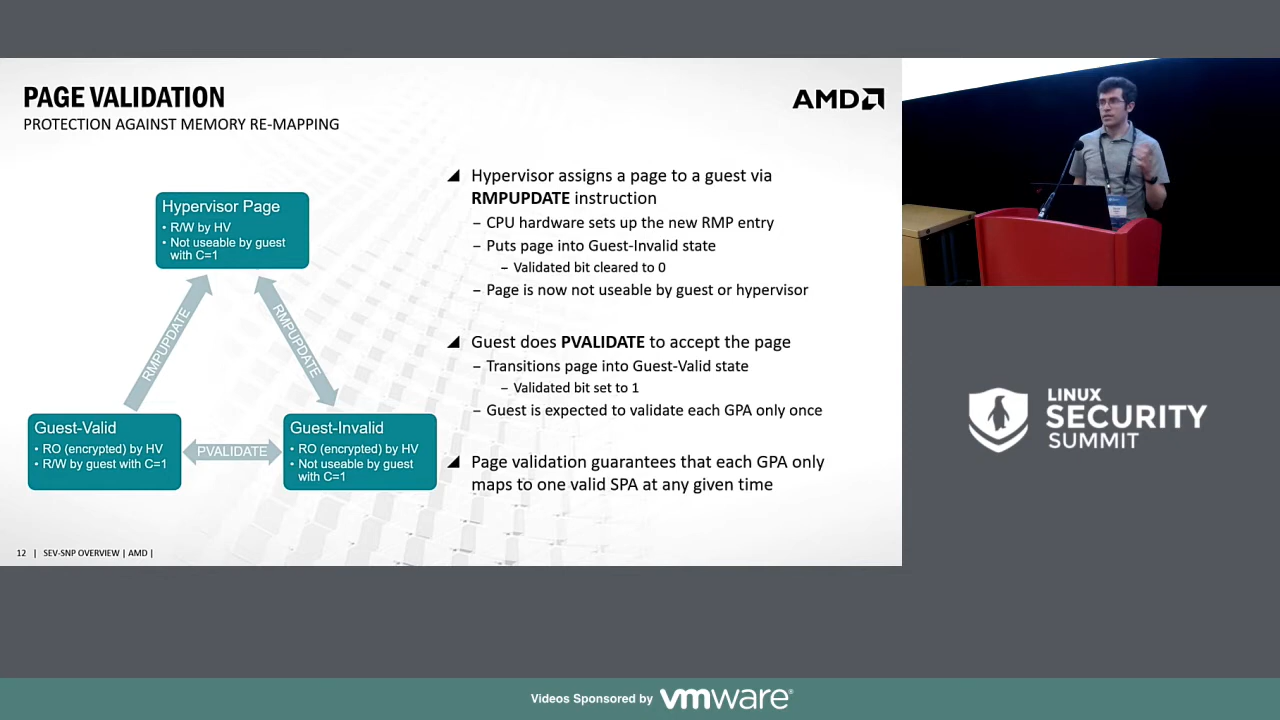 PAGE VALIDATION
PROTECTION AGAINST MEMORY RE-MAPPING
AMD
Hypervisor Page
• R/W by HV
• Not useable by guest
with C=1
RMPUPDATE
RMPUPDATE
Guest-Valid
• RO (encrypted) by HV
• R/W by guest with C=1
PVALIDATE
Guest-Invalid
• RO (encrypted) by HV
• Not useable by guest
with C=1
Hypervisor assigns a page to a guest via
RMPUPDATE instruction
– CPU hardware sets up the new RMP entry
– Puts page into Guest-Invalid state
– Validated bit cleared to 0
– Page is now not useable by guest or hypervisor
Guest does PVALIDATE to accept the page
– Transitions page into Guest-Valid state
– Validated bit set to 1
– Guest is expected to validate each GPA only once
Page validation guarantees that each GPA only
maps to one valid SPA at any given time
12 | SEV-SNP OVERVIEW | AMD |
LINUX
SECURITY
SUMMIT
Videos Sponsored by vmware®